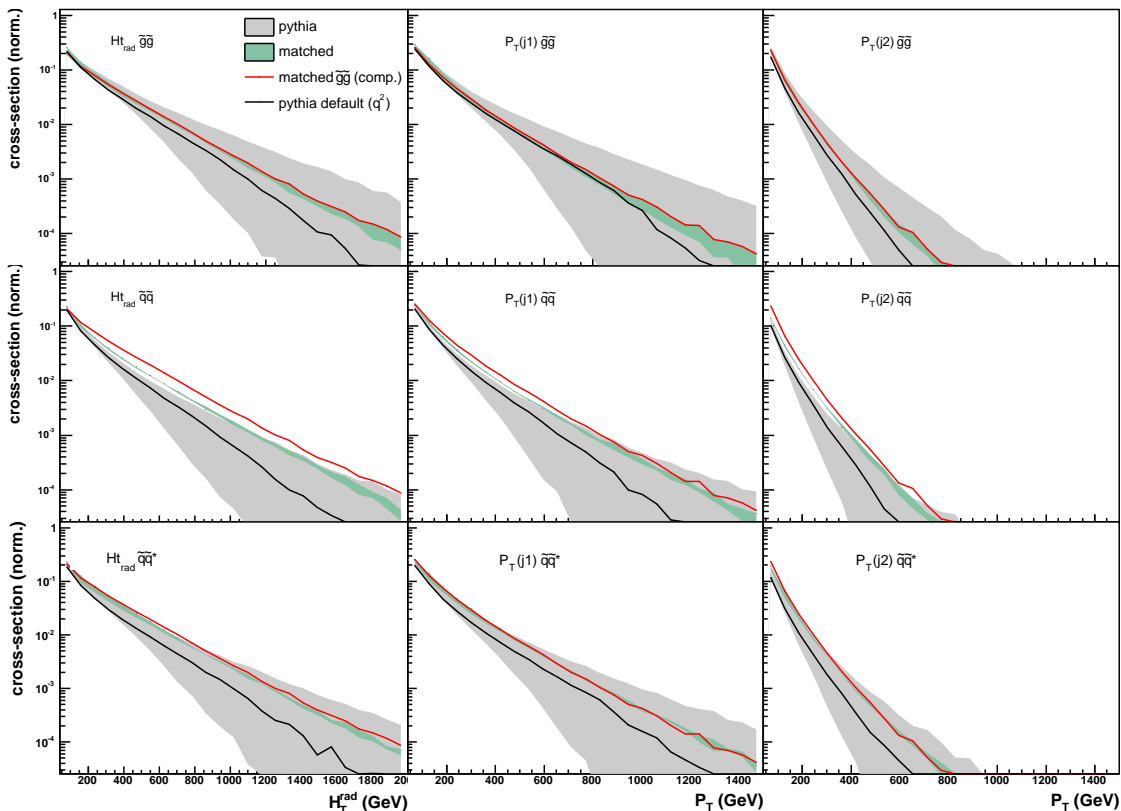 cross-section (norm.)
1
10⁻¹
10⁻²
10⁻³
10⁻⁴
Ht_rad g̃g̃
pythia
matched
matched g̃g̃ (comp.)
pythia default (q²)
P_T(j1) g̃g̃
P_T(j2) g̃g̃
cross-section (norm.)
10⁻¹
10⁻²
10⁻³
10⁻⁴
Ht_rad q̃q̃
P_T(j1) q̃q̃
P_T(j2) q̃q̃
cross-section (norm.)
10⁻¹
10⁻²
10⁻³
10⁻⁴
Ht_rad q̃q̃*
P_T(j1) q̃q̃*
P_T(j2) q̃q̃*
200 400 600 800 1000 1200 1400 1600 1800 20
200 400 600 800 1000 1200 1400
200 400 600 800 1000 1200 1400
H_T^rad (GeV)
P_T (GeV)
P_T (GeV)